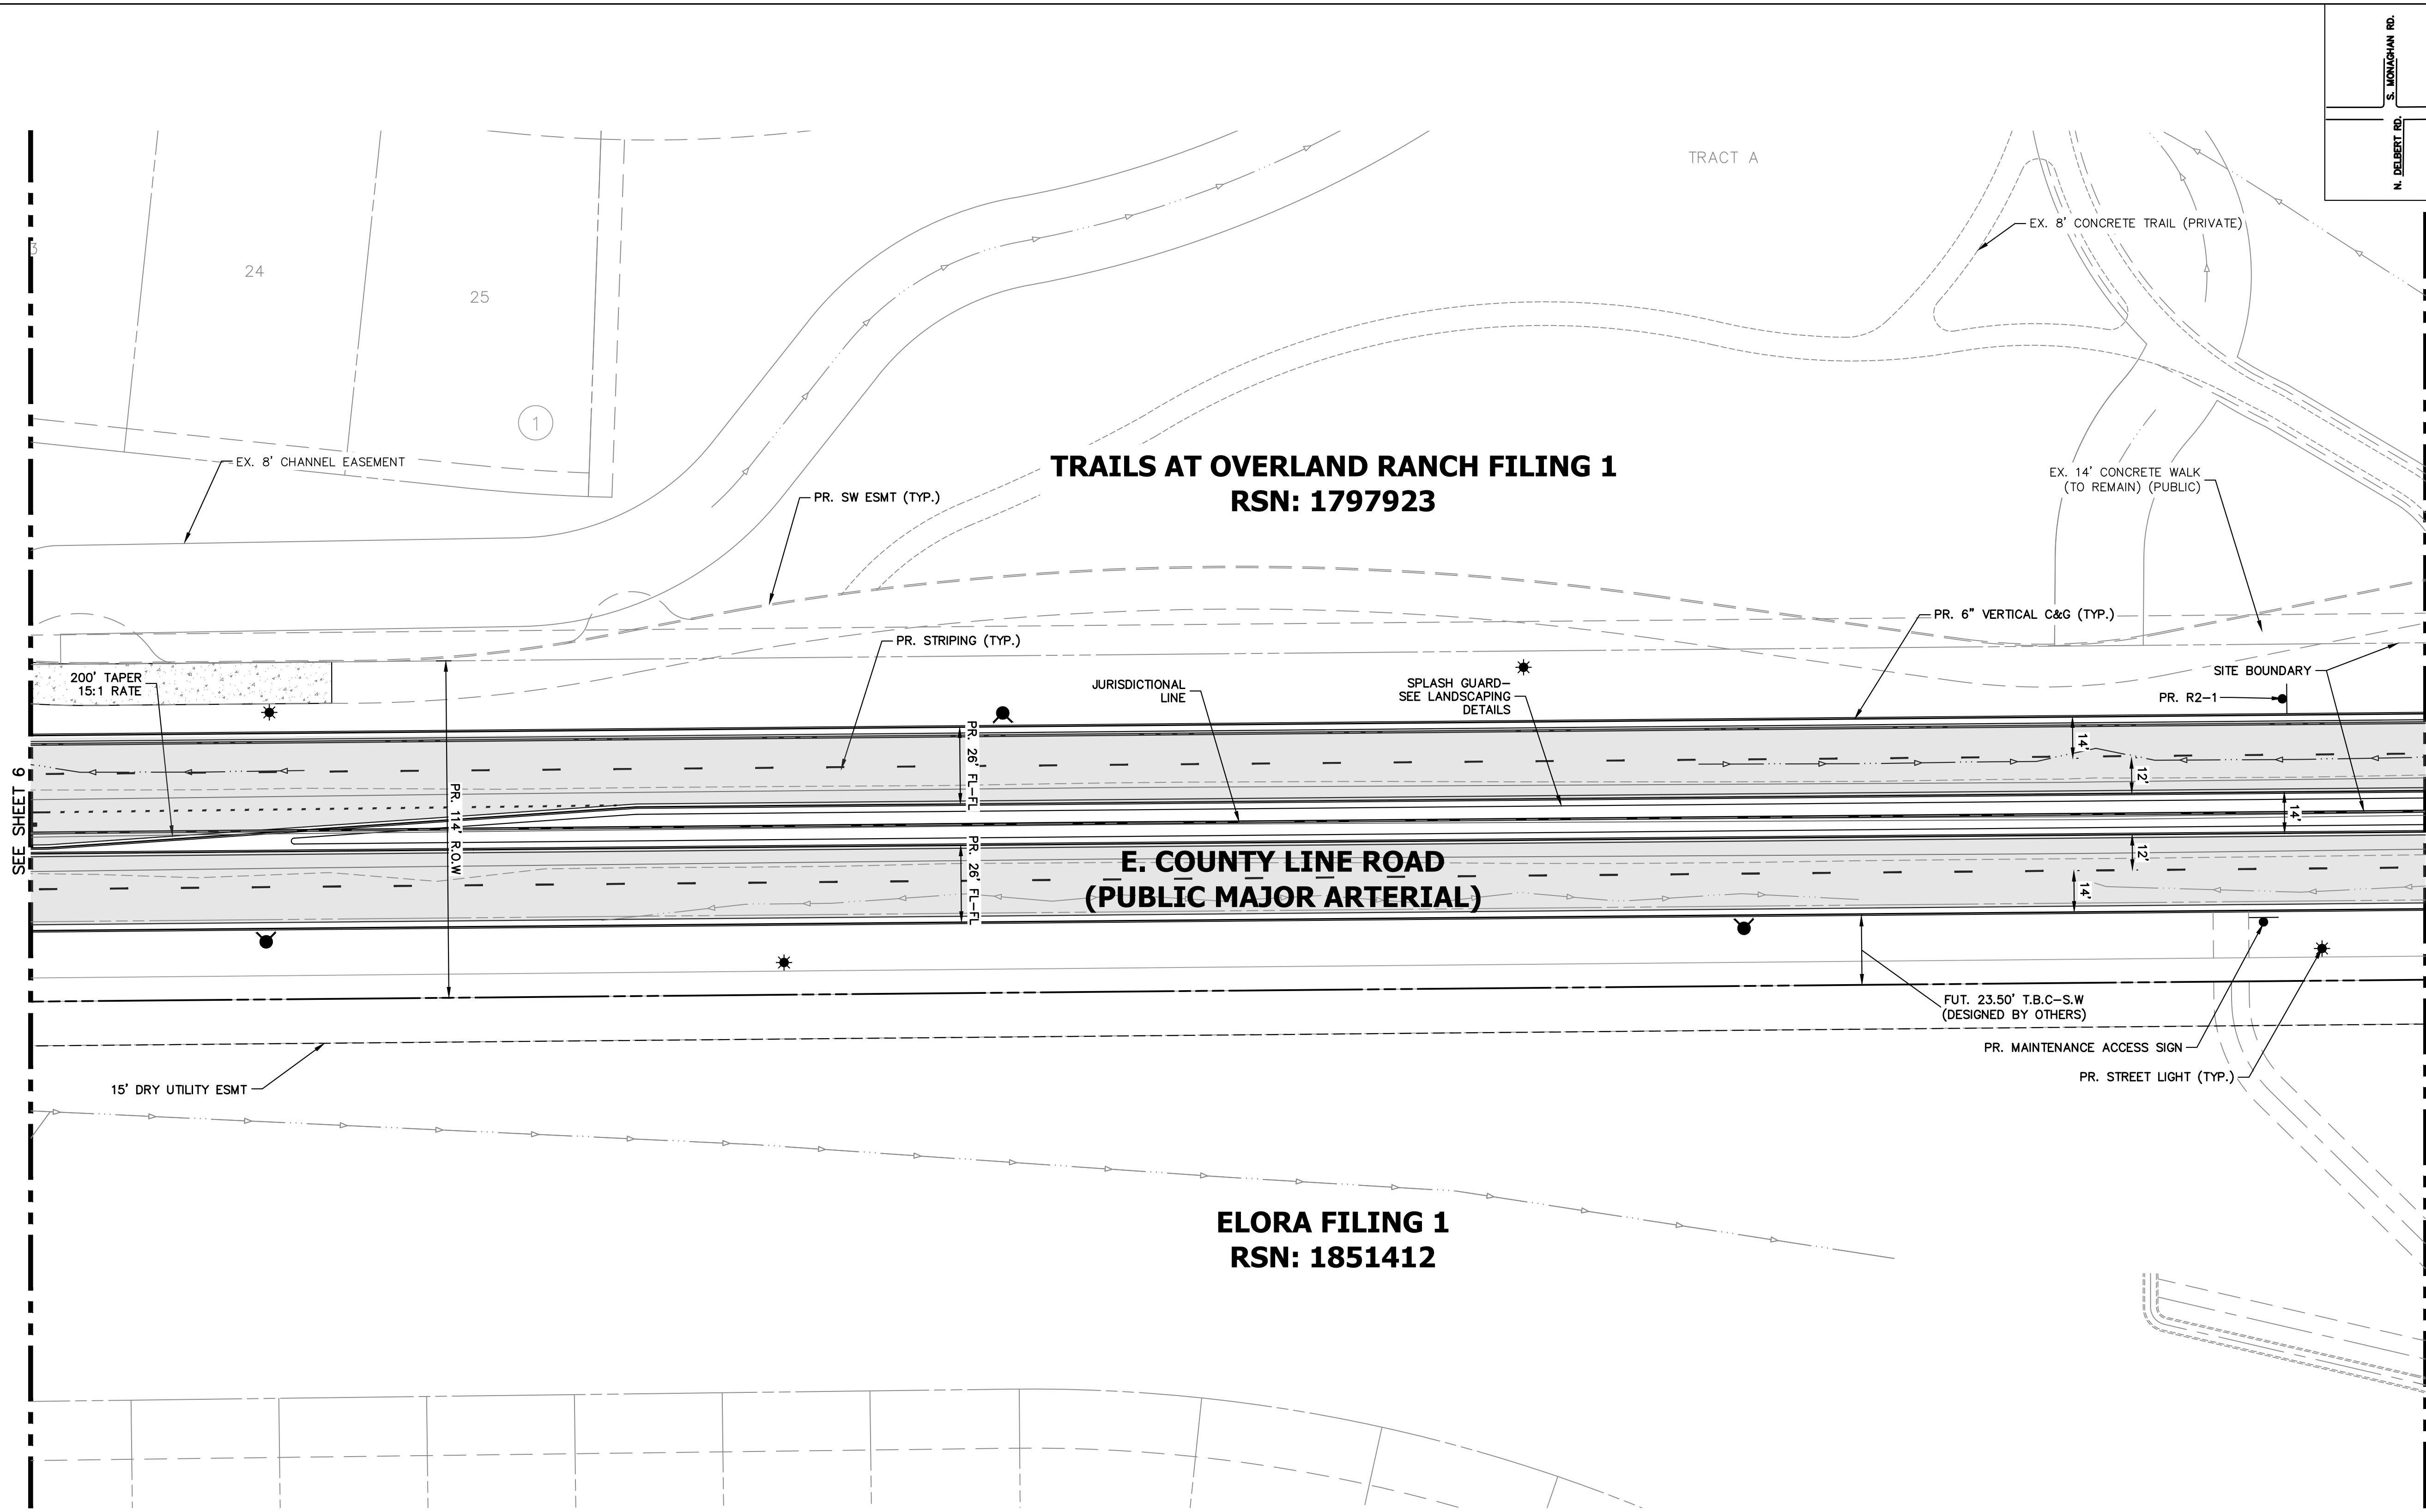 S. MONAGHAN RD.
N. DELBERT RD.
TRACT A
EX. 8' CONCRETE TRAIL (PRIVATE)
3
24
25
1
EX. 8' CHANNEL EASEMENT
TRAILS AT OVERLAND RANCH FILING 1
RSN: 1797923
PR. SW ESMT (TYP.)
EX. 14' CONCRETE WALK
(TO REMAIN) (PUBLIC)
PR. 6" VERTICAL C&G (TYP.)
PR. STRIPING (TYP.)
200' TAPER
15:1 RATE
JURISDICTIONAL
LINE
SPLASH GUARD-
SEE LANDSCAPING
DETAILS
SITE BOUNDARY
PR. R2-1
SEE SHEET 6
PR. 114' R.O.W
PR. 26' FL-FL
PR. 26' FL-FL
14'
12'
14'
12'
14'
E. COUNTY LINE ROAD
(PUBLIC MAJOR ARTERIAL)
FUT. 23.50' T.B.C-S.W
(DESIGNED BY OTHERS)
PR. MAINTENANCE ACCESS SIGN
PR. STREET LIGHT (TYP.)
15' DRY UTILITY ESMT
ELORA FILING 1
RSN: 1851412